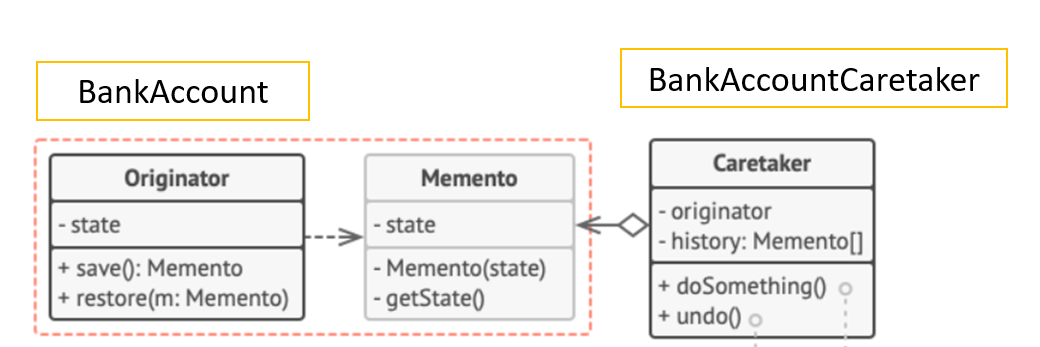 BankAccount
BankAccountCaretaker
Originator
- state
+ save(): Memento
+ restore(m: Memento)
Memento
- state
- Memento(state)
- getState()
Caretaker
- originator
- history: Memento[]
+ doSomething()
+ undo()